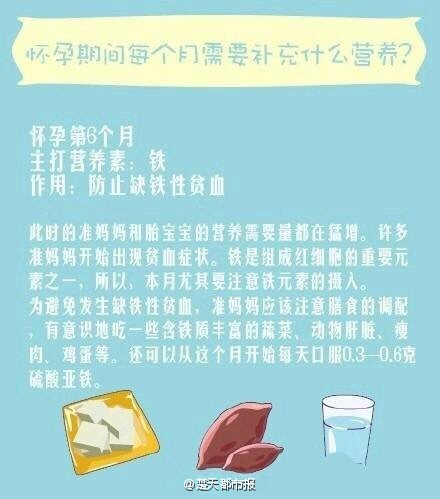 怀孕期间每个月需要补充什么营养?
怀孕第6个月
主打营养素：铁
作用：防止缺铁性贫血
此时的准妈妈和胎宝宝的营养需要量都在猛增。许多
准妈妈开始出现贫血症状。铁是组成红细胞的重要元
素之一，所以，本月尤其要注意铁元素的摄入。
为避免发生缺铁性贫血，准妈妈应该注意膳食的调配
，有意识地吃一些含铁质丰富的蔬菜、动物肝脏、瘦
肉、鸡蛋等。还可以从这个月开始每天口服0.3—0.6克
硫酸亚铁。
@楚天都市报